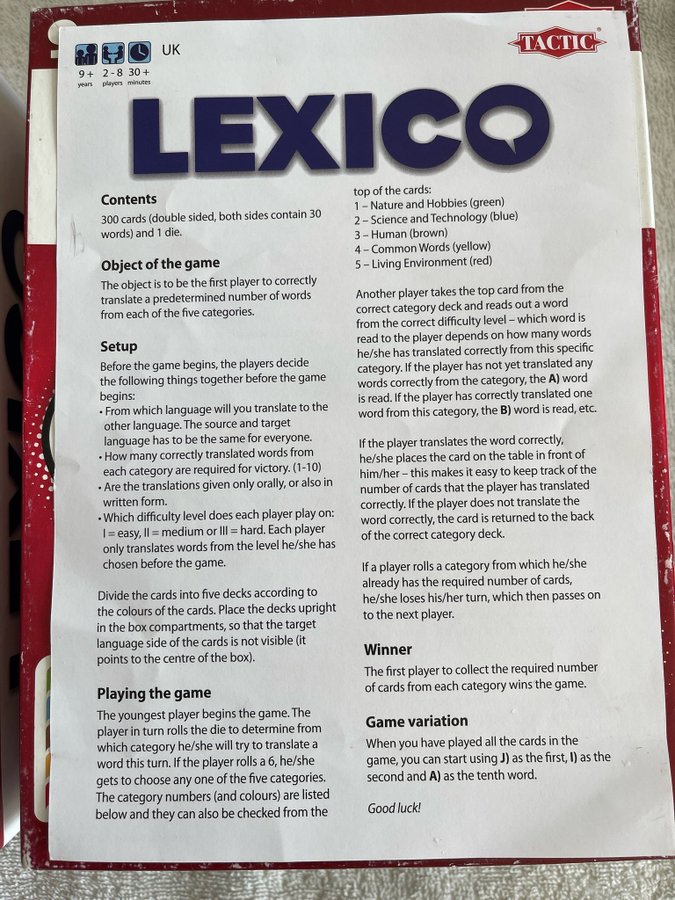 UK
TACTIC
9 + 2 - 8 30 +
years players minutes
LEXICO
Contents
300 cards (double sided, both sides contain 30
words) and 1 die.
Object of the game
The object is to be the first player to correctly
translate a predetermined number of words
from each of the five categories.
Setup
Before the game begins, the players decide
the following things together before the game
begins:
• From which language will you translate to the
other language. The source and target
language has to be the same for everyone.
• How many correctly translated words from
each category are required for victory. (1-10)
• Are the translations given only orally, or also in
written form.
• Which difficulty level does each player play on:
I = easy, II = medium or III = hard. Each player
only translates words from the level he/she has
chosen before the game.
Divide the cards into five decks according to
the colours of the cards. Place the decks upright
in the box compartments, so that the target
language side of the cards is not visible (it
points to the centre of the box).
Playing the game
The youngest player begins the game. The
player in turn rolls the die to determine from
which category he/she will try to translate a
word this turn. If the player rolls a 6, he/she
gets to choose any one of the five categories.
The category numbers (and colours) are listed
below and they can also be checked from the
top of the cards:
1 – Nature and Hobbies (green)
2 – Science and Technology (blue)
3 – Human (brown)
4 – Common Words (yellow)
5 – Living Environment (red)
Another player takes the top card from the
correct category deck and reads out a word
from the correct difficulty level – which word is
read to the player depends on how many words
he/she has translated correctly from this specific
category. If the player has not yet translated any
words correctly from the category, the A) word
is read. If the player has correctly translated one
word from this category, the B) word is read, etc.
If the player translates the word correctly,
he/she places the card on the table in front of
him/her – this makes it easy to keep track of the
number of cards that the player has translated
correctly. If the player does not translate the
word correctly, the card is returned to the back
of the correct category deck.
If a player rolls a category from which he/she
already has the required number of cards,
he/she loses his/her turn, which then passes on
to the next player.
Winner
The first player to collect the required number
of cards from each category wins the game.
Game variation
When you have played all the cards in the
game, you can start using J) as the first, I) as the
second and A) as the tenth word.
Good luck!